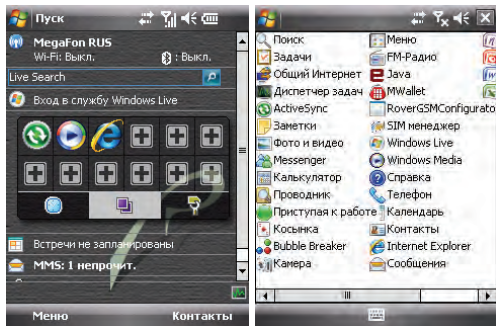 Пуск
MegaFon RUS
Wi-Fi: Выкл.
: Выкл.
Live Search
Вход в службу Windows Live
Встречи не запланированы
MMS: 1 непрочит.
Меню
Контакты
Поиск
Задачи
Общий Интернет
Диспетчер задач
ActiveSync
Заметки
Фото и видео
Messenger
Калькулятор
Проводник
Приступая к работе
Косынка
Bubble Breaker
Камера
Меню
FM-Радио
Java
MWallet
RoverGSMConfigurato
SIM менеджер
Windows Live
Windows Media
Справка
Телефон
Календарь
Контакты
Internet Explorer
Сообщения